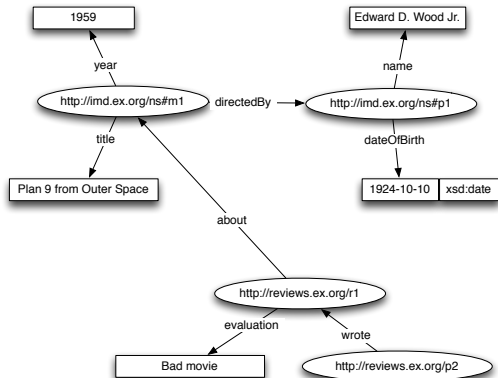 1959
Edward D. Wood Jr.
year
name
http://imd.ex.org/ns#m1
directedBy
http://imd.ex.org/ns#p1
title
dateOfBirth
Plan 9 from Outer Space
1924-10-10
xsd:date
about
http://reviews.ex.org/r1
evaluation
wrote
Bad movie
http://reviews.ex.org/p2